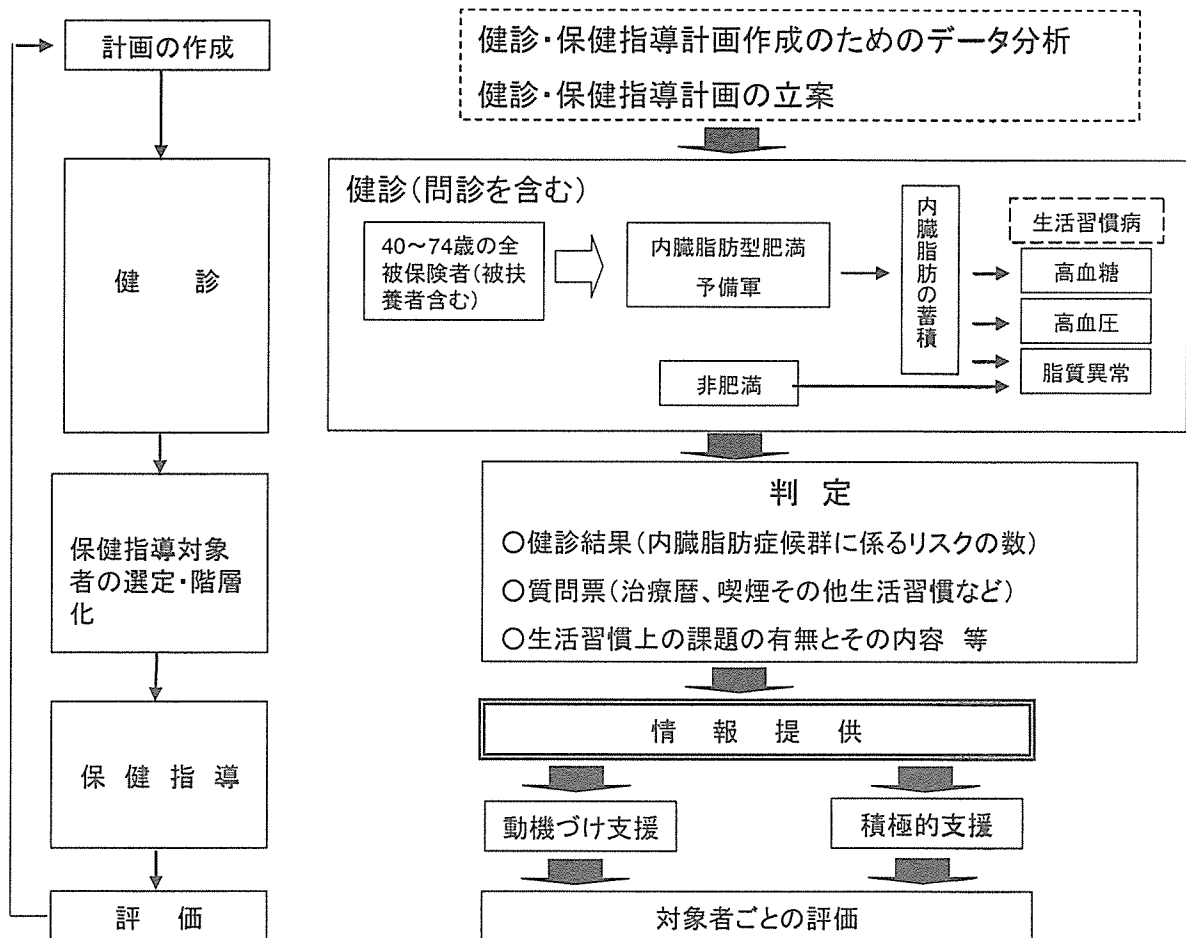 計画の作成
健診・保健指導計画作成のためのデータ分析
健診・保健指導計画の立案
健　　診
健診(問診を含む)
40～74歳の全
被保険者(被扶
養者含む)
内臓脂肪型肥満
予備軍
内臓脂肪の蓄積
生活習慣病
高血糖
高血圧
脂質異常
非肥満
保健指導対象
者の選定・階層
化
判　定
○健診結果(内臓脂肪症候群に係るリスクの数)
○質問票(治療暦、喫煙その他生活習慣など)
○生活習慣上の課題の有無とその内容　等
保 健 指 導
情　報　提　供
動機づけ支援
積極的支援
評　価
対象者ごとの評価